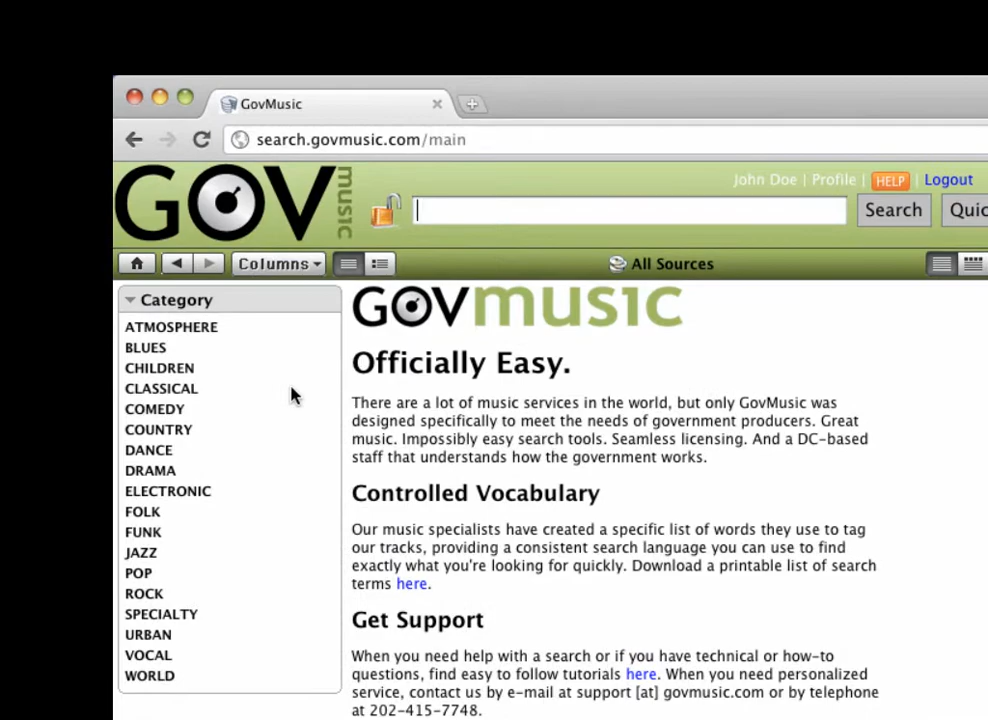 GovMusic
search.govmusic.com/main
GOV music
John Doe | Profile | HELP | Logout
Search
Quic
Columns
All Sources
Category
ATMOSPHERE
BLUES
CHILDREN
CLASSICAL
COMEDY
COUNTRY
DANCE
DRAMA
ELECTRONIC
FOLK
FUNK
JAZZ
POP
ROCK
SPECIALTY
URBAN
VOCAL
WORLD
GOVmusic
Officially Easy.
There are a lot of music services in the world, but only GovMusic was
designed specifically to meet the needs of government producers. Great
music. Impossibly easy search tools. Seamless licensing. And a DC-based
staff that understands how the government works.
Controlled Vocabulary
Our music specialists have created a specific list of words they use to tag
our tracks, providing a consistent search language you can use to find
exactly what you're looking for quickly. Download a printable list of search
terms here.
Get Support
When you need help with a search or if you have technical or how-to
questions, find easy to follow tutorials here. When you need personalized
service, contact us by e-mail at support [at] govmusic.com or by telephone
at 202-415-7748.